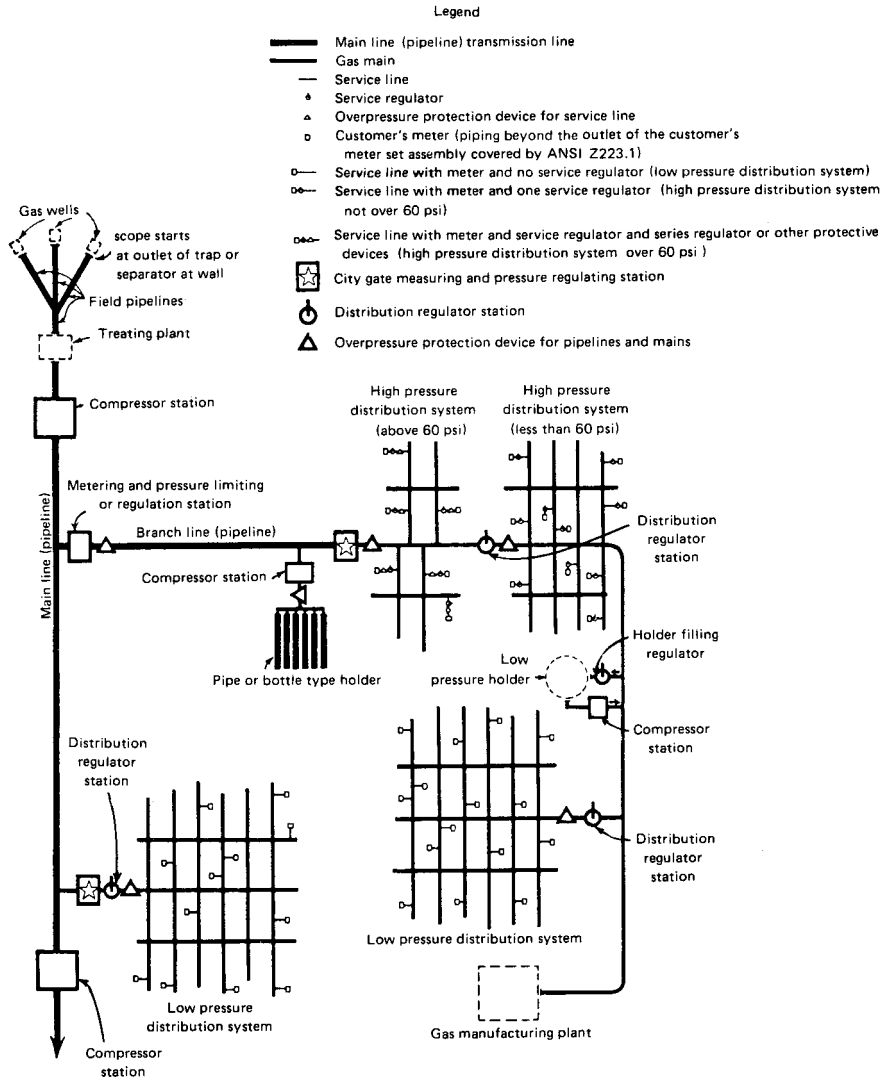 Legend
Main line (pipeline) transmission line
Gas main
Service line
Service regulator
Overpressure protection device for service line
Customer's meter (piping beyond the outlet of the customer's
meter set assembly covered by ANSI Z223.1)
Service line with meter and no service regulator (low pressure distribution system)
Service line with meter and one service regulator (high pressure distribution system
not over 60 psi)
Service line with meter and service regulator and series regulator or other protective
devices (high pressure distribution system over 60 psi )
City gate measuring and pressure regulating station
Distribution regulator station
Overpressure protection device for pipelines and mains
Gas wells
scope starts
at outlet of trap or
separator at wall
Field pipelines
Treating plant
Compressor station
Main line (pipeline)
Metering and pressure limiting
or regulation station
Branch line (pipeline)
Compressor station
Pipe or bottle type holder
High pressure
distribution system
(above 60 psi)
High pressure
distribution system
(less than 60 psi)
Distribution
regulator
station
Holder filling
regulator
Low
pressure holder
Compressor
station
Distribution
regulator
station
Low pressure distribution system
Gas manufacturing plant
Distribution
regulator
station
Low pressure
distribution system
Compressor
station